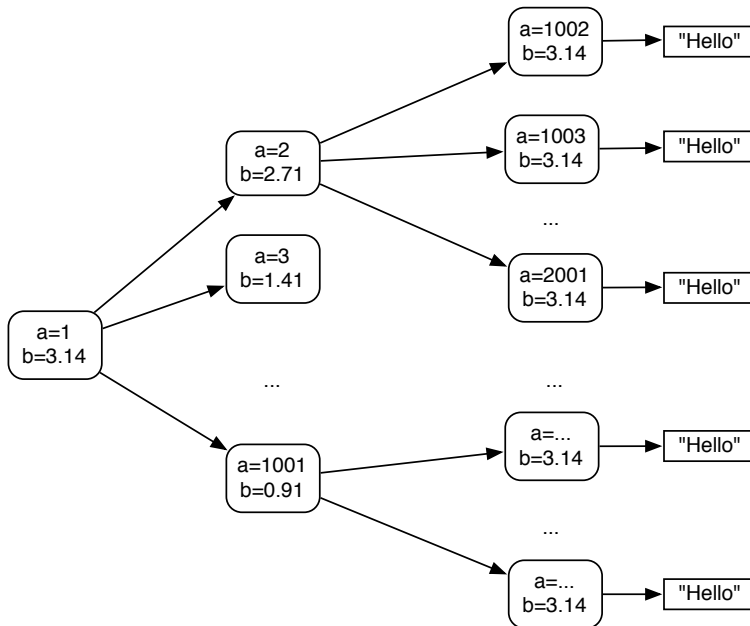 a=1002
b=3.14
"Hello"
a=2
b=2.71
a=1003
b=3.14
"Hello"
...
a=3
b=1.41
a=2001
b=3.14
"Hello"
a=1
b=3.14
...
...
a=1001
b=0.91
a=...
b=3.14
"Hello"
...
a=...
b=3.14
"Hello"